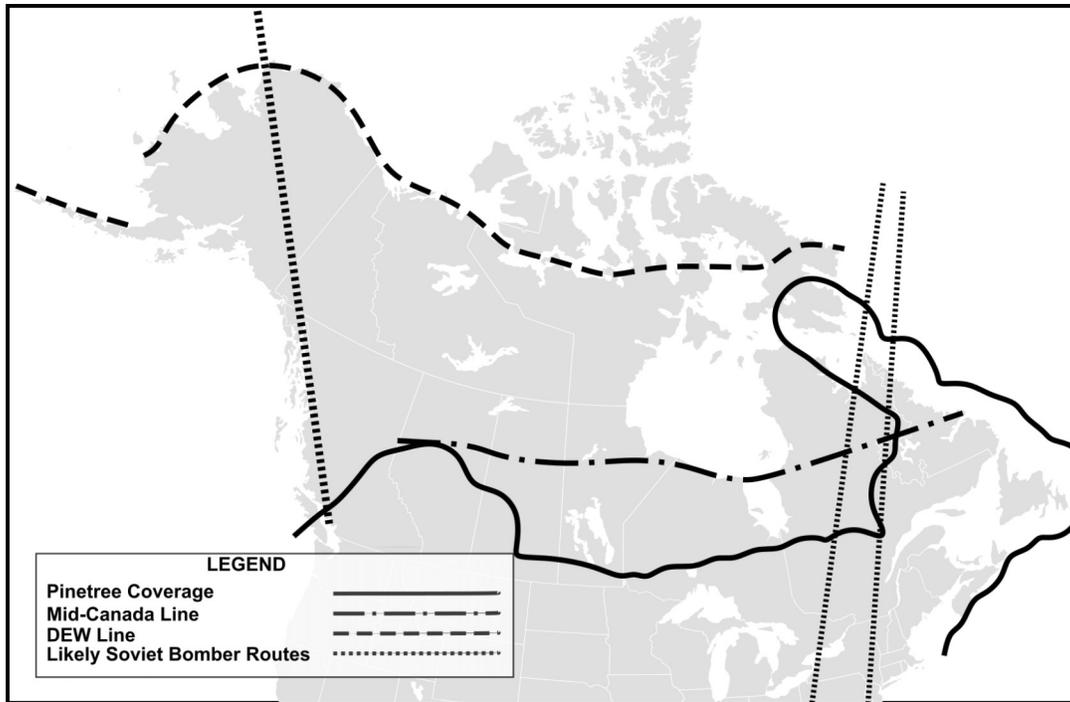 LEGEND
Pinetree Coverage
Mid-Canada Line
DEW Line
Likely Soviet Bomber Routes